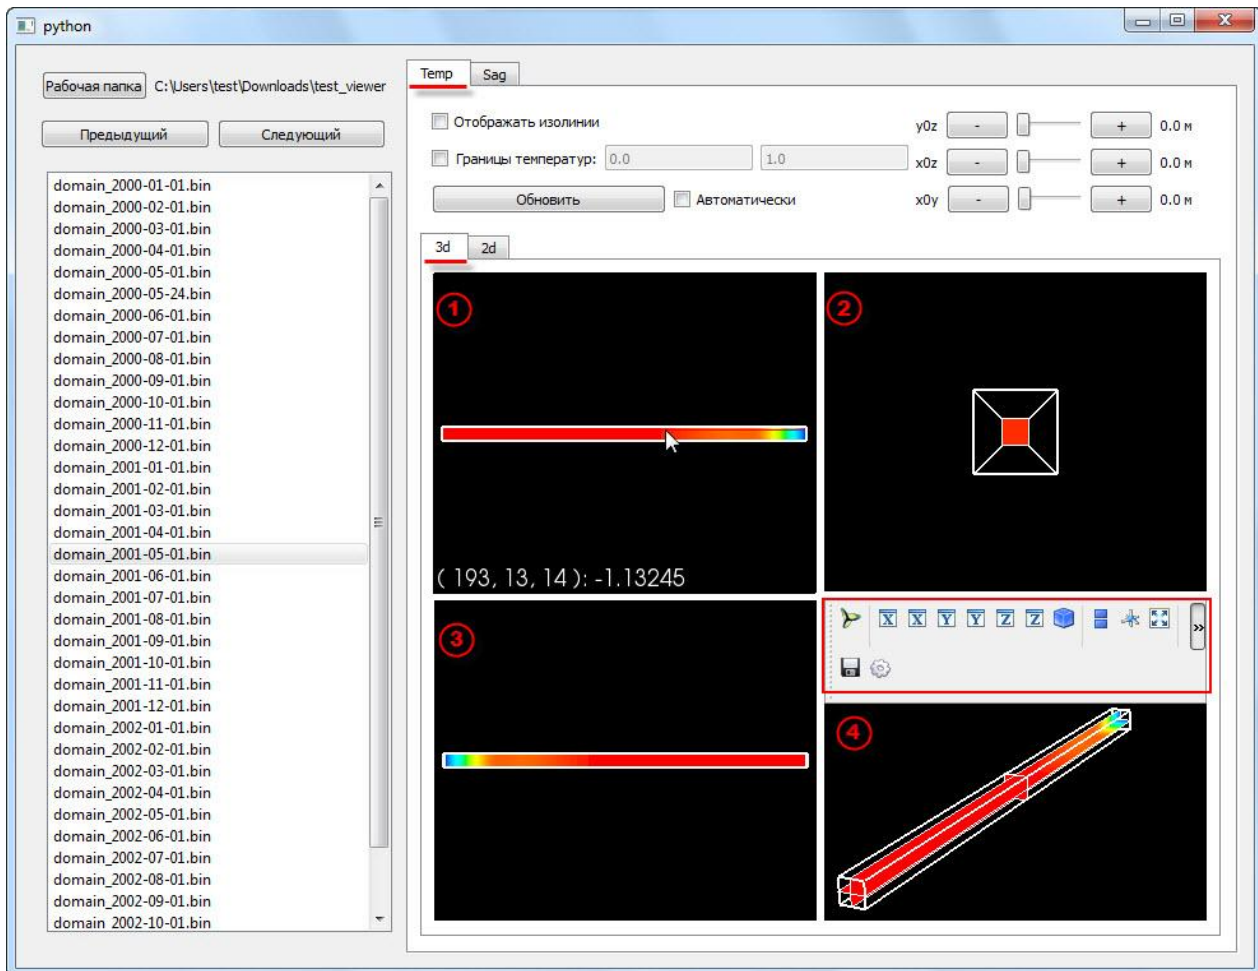 python
Рабочая папка C:\Users\test\Downloads\test_viewer
Предыдущий Следующий
domain_2000-01-01.bin
domain_2000-02-01.bin
domain_2000-03-01.bin
domain_2000-04-01.bin
domain_2000-05-01.bin
domain_2000-05-24.bin
domain_2000-06-01.bin
domain_2000-07-01.bin
domain_2000-08-01.bin
domain_2000-09-01.bin
domain_2000-10-01.bin
domain_2000-11-01.bin
domain_2000-12-01.bin
domain_2001-01-01.bin
domain_2001-02-01.bin
domain_2001-03-01.bin
domain_2001-04-01.bin
domain_2001-05-01.bin
domain_2001-06-01.bin
domain_2001-07-01.bin
domain_2001-08-01.bin
domain_2001-09-01.bin
domain_2001-10-01.bin
domain_2001-11-01.bin
domain_2001-12-01.bin
domain_2002-01-01.bin
domain_2002-02-01.bin
domain_2002-03-01.bin
domain_2002-04-01.bin
domain_2002-05-01.bin
domain_2002-06-01.bin
domain_2002-07-01.bin
domain_2002-08-01.bin
domain_2002-09-01.bin
domain 2002-10-01.bin
Temp Sag
Отображать изолинии
Границы температур: 0.0 1.0
Обновить Автоматически
y0z - + 0.0 м
x0z - + 0.0 м
x0y - + 0.0 м
3d 2d
1
( 193, 13, 14 ): -1.13245
2
3
X X Y Y Z Z »
4